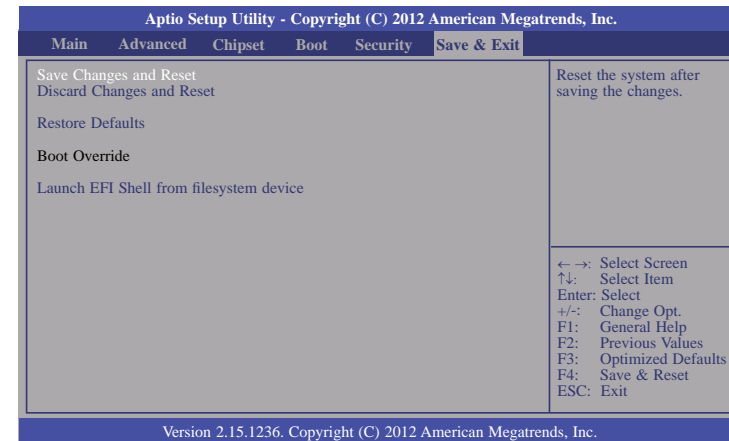 Aptio Setup Utility - Copyright (C) 2012 American Megatrends, Inc.
Main Advanced Chipset Boot Security Save & Exit
Save Changes and Reset
Discard Changes and Reset
Restore Defaults
Boot Override
Launch EFI Shell from filesystem device
Reset the system after
saving the changes.
← →: Select Screen
↑↓: Select Item
Enter: Select
+/-: Change Opt.
F1: General Help
F2: Previous Values
F3: Optimized Defaults
F4: Save & Reset
ESC: Exit
Version 2.15.1236. Copyright (C) 2012 American Megatrends, Inc.